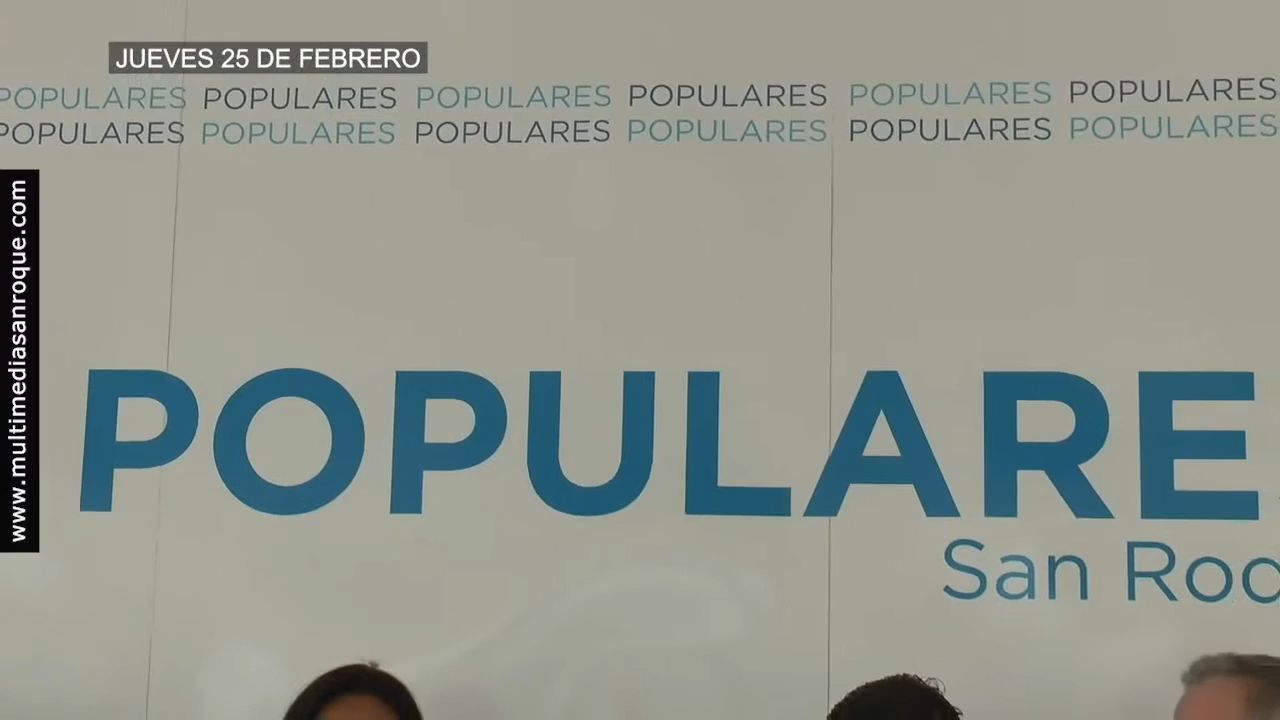 JUEVES 25 DE FEBRERO
POPULARES POPULARES POPULARES POPULARES POPULARES POPULARES
POPULARES POPULARES POPULARES POPULARES POPULARES POPULARES
www.multimediasanroque.com
POPULARE
San Roq